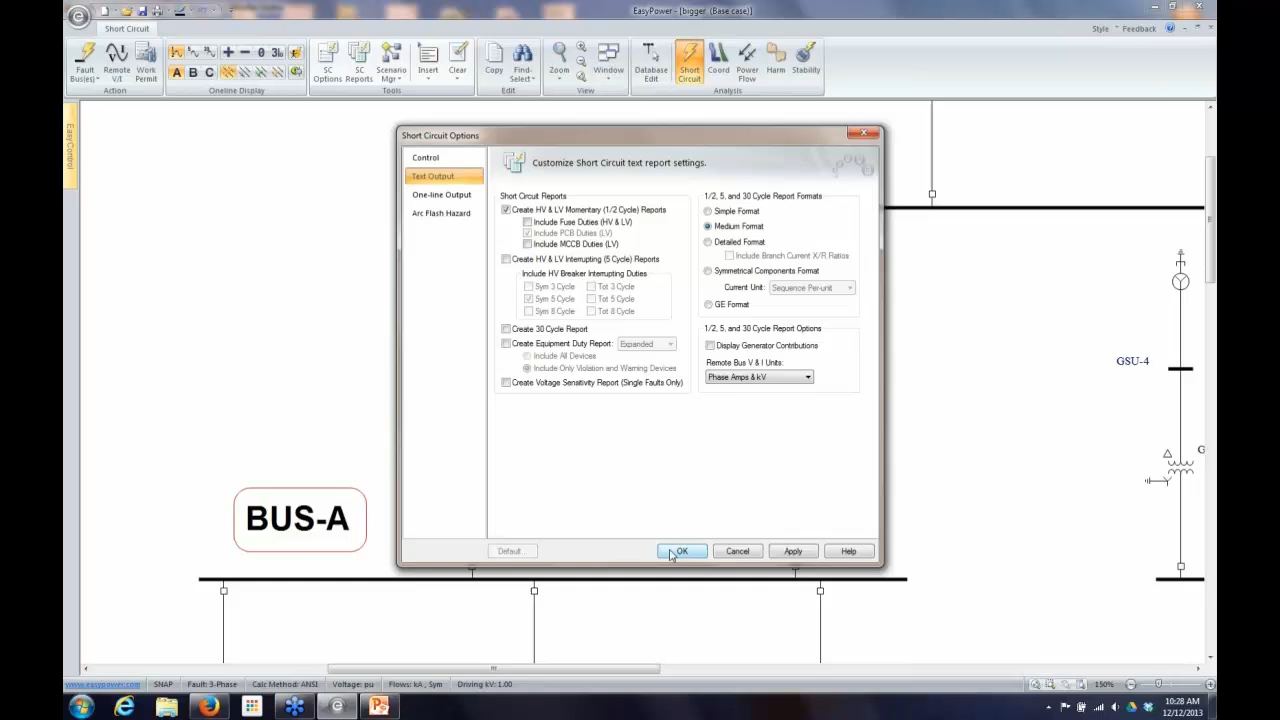 EasyPower - [bigger (Base case)]
Short Circuit
Style
Feedback
Fault Bus(es)
Remote V/I
Work Permit
Action
A B C
0 3I0
Oneline Display
SC Options
SC Reports
Scenario Mgr
Insert
Clear
Tools
Copy
Find-Select
Edit
Zoom
Window
View
Database Edit
Short Circuit
Coord
Power Flow
Harm
Stability
Analysis
EasyControl
Short Circuit Options
Control
Text Output
One-line Output
Arc Flash Hazard
Customize Short Circuit text report settings.
Short Circuit Reports
Create HV & LV Momentary (1/2 Cycle) Reports
Include Fuse Duties (HV & LV)
Include PCB Duties (LV)
Include MCCB Duties (LV)
Create HV & LV Interrupting (5 Cycle) Reports
Include HV Breaker Interrupting Duties
Sym 3 Cycle Tot 3 Cycle
Sym 5 Cycle Tot 5 Cycle
Sym 8 Cycle Tot 8 Cycle
Create 30 Cycle Report
Create Equipment Duty Report: Expanded
Include All Devices
Include Only Violation and Warning Devices
Create Voltage Sensitivity Report (Single Faults Only)
1/2, 5, and 30 Cycle Report Formats
Simple Format
Medium Format
Detailed Format
Include Branch Current X/R Ratios
Symmetrical Components Format
Current Unit: Sequence Per-unit
GE Format
1/2, 5, and 30 Cycle Report Options
Display Generator Contributions
Remote Bus V & I Units:
Phase Amps & kV
Default...
OK
Cancel
Apply
Help
GSU-4
G
BUS-A
www.easypower.com SNAP Fault: 3-Phase Calc Method: ANSI Voltage: pu Flows: kA , Sym Driving kV: 1.00
150%
10:28 AM
12/12/2013